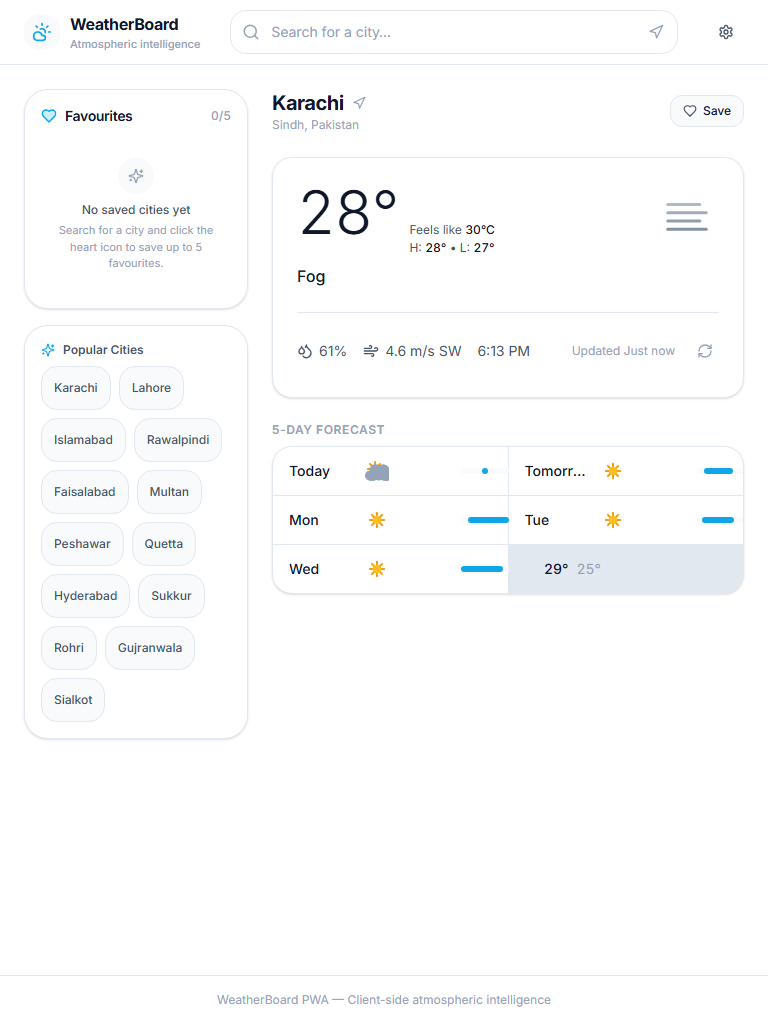 WeatherBoard
Atmospheric intelligence
Search for a city...
Favourites
0/5
No saved cities yet
Search for a city and click the
heart icon to save up to 5
favourites.
Popular Cities
Karachi
Lahore
Islamabad
Rawalpindi
Faisalabad
Multan
Peshawar
Quetta
Hyderabad
Sukkur
Rohri
Gujranwala
Sialkot
Karachi
Sindh, Pakistan
Save
28°
Feels like 30°C
H: 28° • L: 27°
Fog
61%
4.6 m/s SW
6:13 PM
Updated Just now
5-DAY FORECAST
Today
Tomorr...
Mon
Tue
Wed
29° 25°
WeatherBoard PWA — Client-side atmospheric intelligence